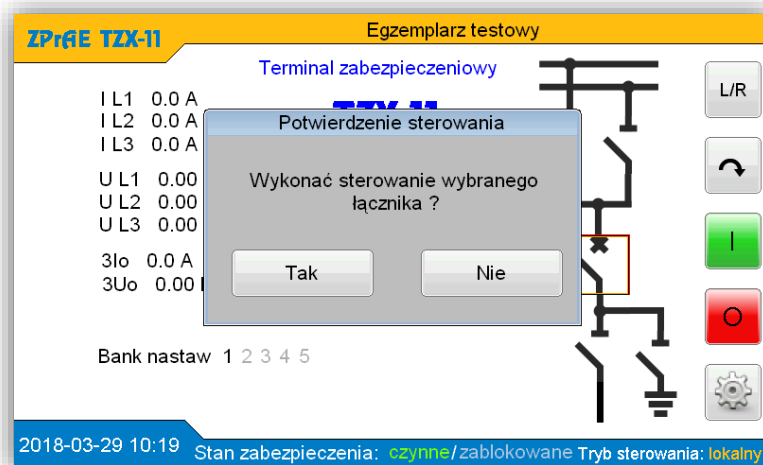 ZPrAE TZX-11
Egzemplarz testowy
Terminal zabezpieczeniowy
TZX-11
I L1 0.0 A
I L2 0.0 A
I L3 0.0 A
U L1 0.00
U L2 0.00
U L3 0.00
3Io 0.0 A
3Uo 0.00
Bank nastaw 1 2 3 4 5
Potwierdzenie sterowania
Wykonać sterowanie wybranego
łącznika ?
Tak
Nie
L/R
I
O
2018-03-29 10:19
Stan zabezpieczenia: czynne/zablokowane Tryb sterowania: lokalny